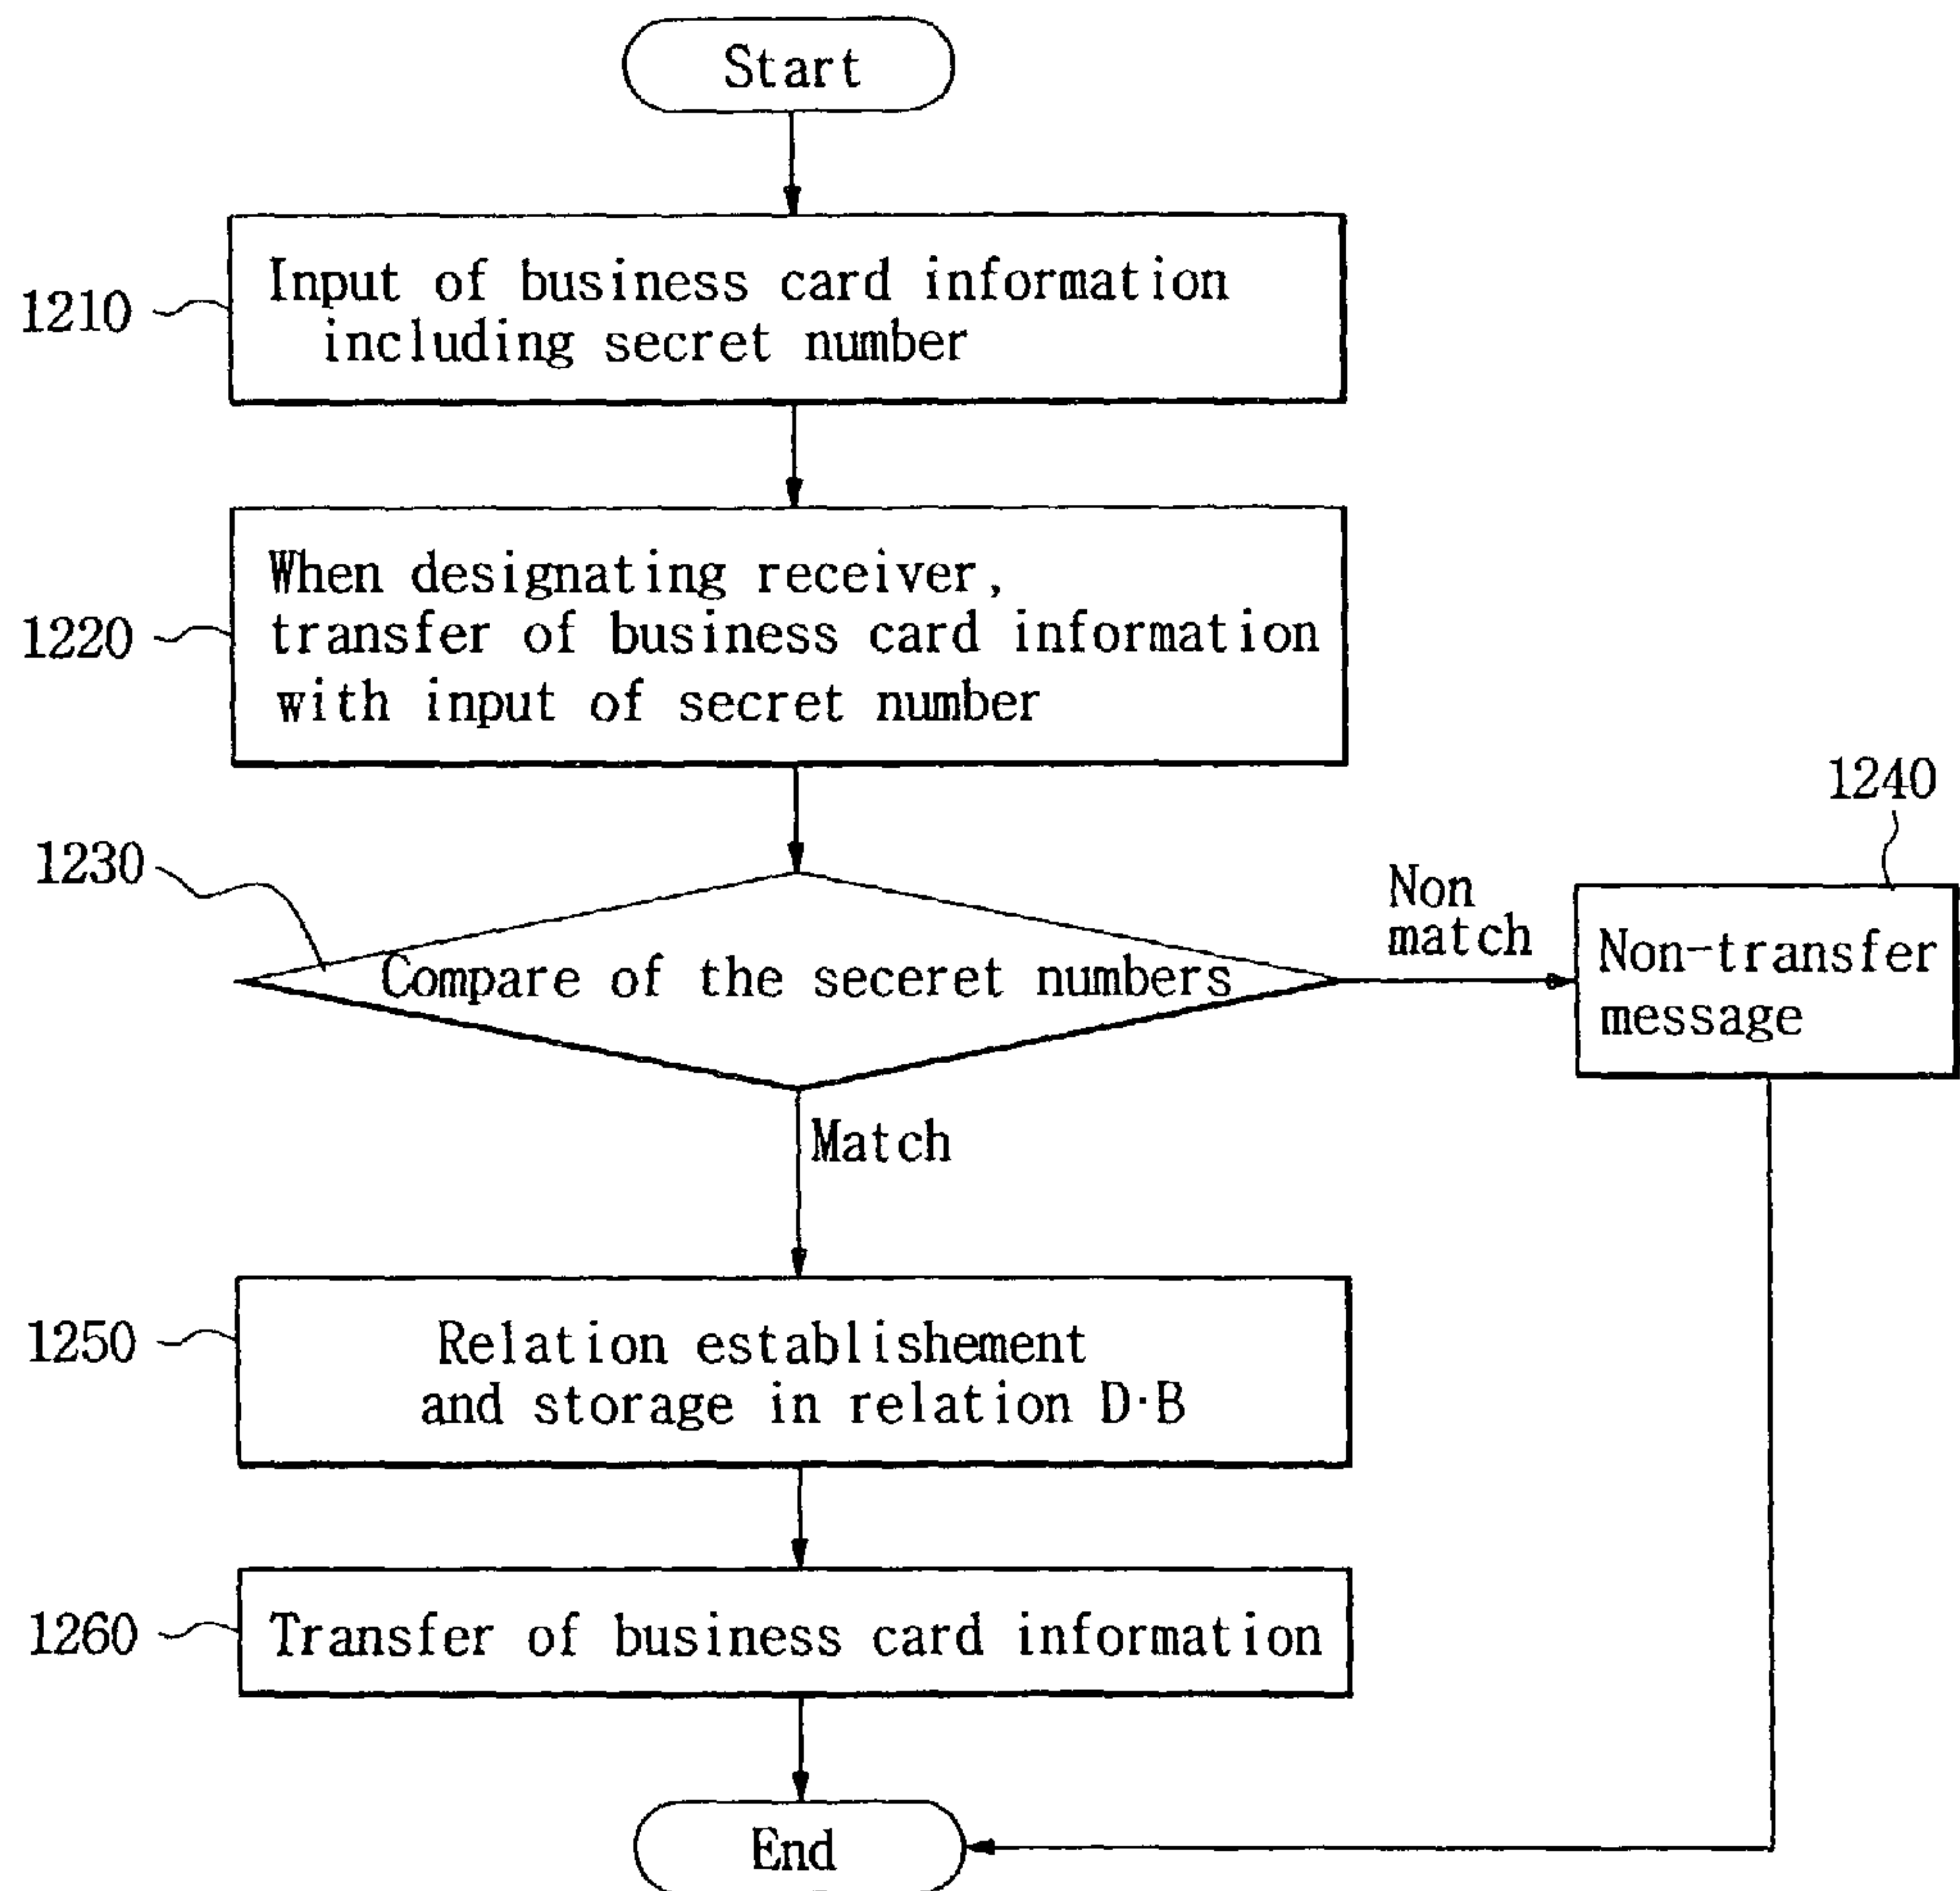 Start
1210
Input of business card information
including secret number
1220
When designating receiver,
transfer of business card information
with input of secret number
1230
Compare of the seceret numbers
Non
match
1240
Non-transfer
message
Match
1250
Relation establishement
and storage in relation D·B
1260
Transfer of business card information
End